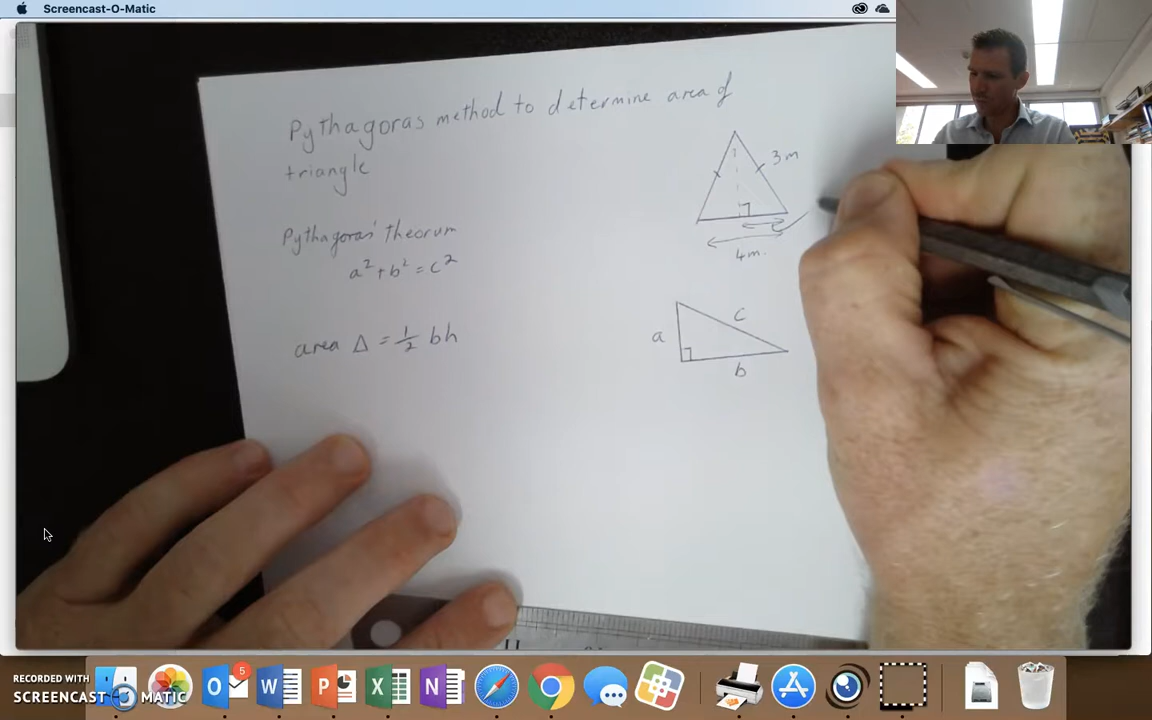 Screencast-O-Matic
Pythagoras method to determine area of
triangle
3m
Pythagoras' theorum
a² + b² = c²
4m.
area Δ = ½ bh
c
a
b
RECORDED WITH
SCREENCAST-O-MATIC
5
O
W
P
X
N